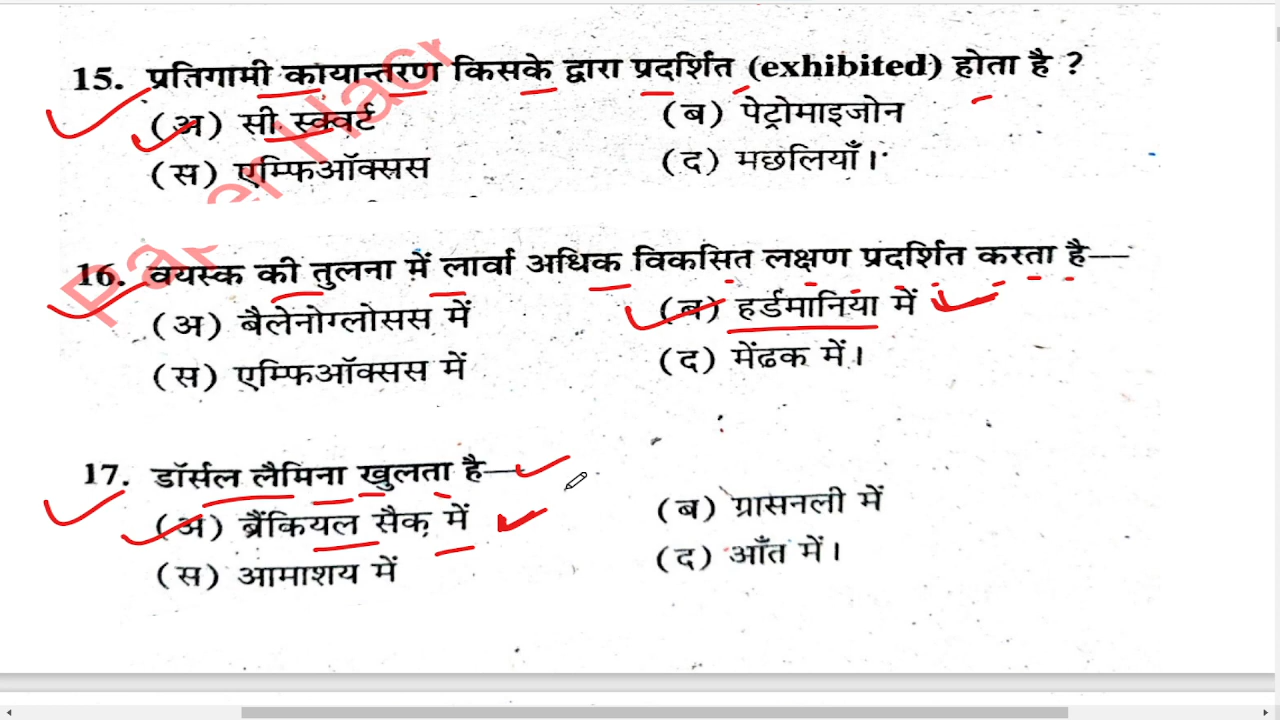 15. प्रतिगामी कायान्तरण किसके द्वारा प्रदर्शित (exhibited) होता है ?
(अ) सी स्क्वर्ट (ब) पेट्रोमाइजोन
(स) एम्फिऑक्सस (द) मछलियाँ।
16. वयस्क की तुलना में लार्वा अधिक विकसित लक्षण प्रदर्शित करता है—
(अ) बैलेनोग्लोसस में (ब) हर्डमानिया में
(स) एम्फिऑक्सस में (द) मेंढक में।
17. डॉर्सल लैमिना खुलता है—
(अ) ब्रैंकियल सैक में (ब) ग्रासनली में
(स) आमाशय में (द) आँत में।